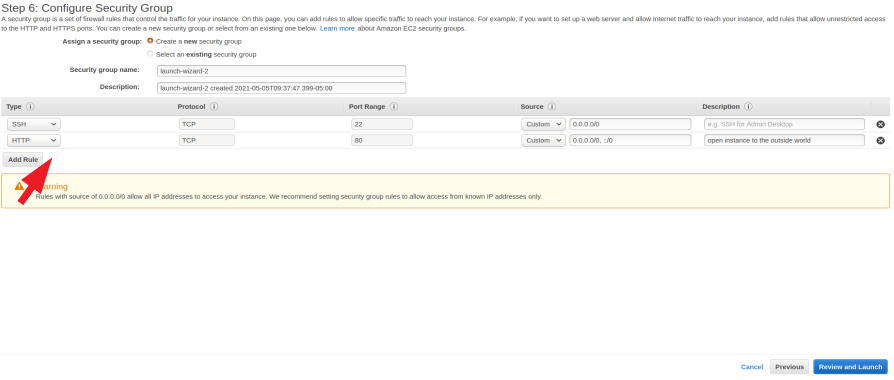 Step 6: Configure Security Group
A security group is a set of firewall rules that control the traffic for your instance. On this page, you can add rules to allow specific traffic to reach your instance. For example, if you want to set up a web server and allow Internet traffic to reach your instance, add rules that allow unrestricted access
to the HTTP and HTTPS ports. You can create a new security group or select from an existing one below. Learn more about Amazon EC2 security groups.
Assign a security group: Create a new security group
Select an existing security group
Security group name: launch-wizard-2
Description: launch-wizard-2 created 2021-05-05T09:37:47.399-05:00
Type Protocol Port Range Source Description
SSH TCP 22 Custom 0.0.0.0/0 e.g. SSH for Admin Desktop
HTTP TCP 80 Custom 0.0.0.0/0, ::/0 open instance to the outside world
Add Rule
Warning
Rules with source of 0.0.0.0/0 allow all IP addresses to access your instance. We recommend setting security group rules to allow access from known IP addresses only.
Cancel Previous Review and Launch